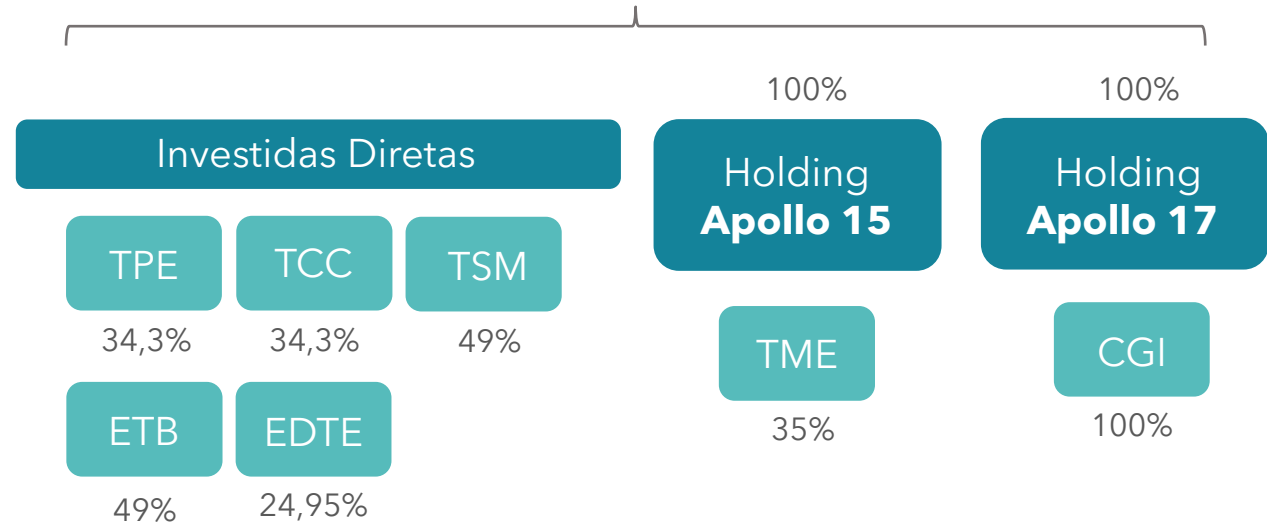 100%
100%
Investidas Diretas
Holding
Apollo 15
Holding
Apollo 17
TPE
TCC
TSM
34,3%
34,3%
49%
TME
35%
CGI
100%
ETB
EDTE
49%
24,95%